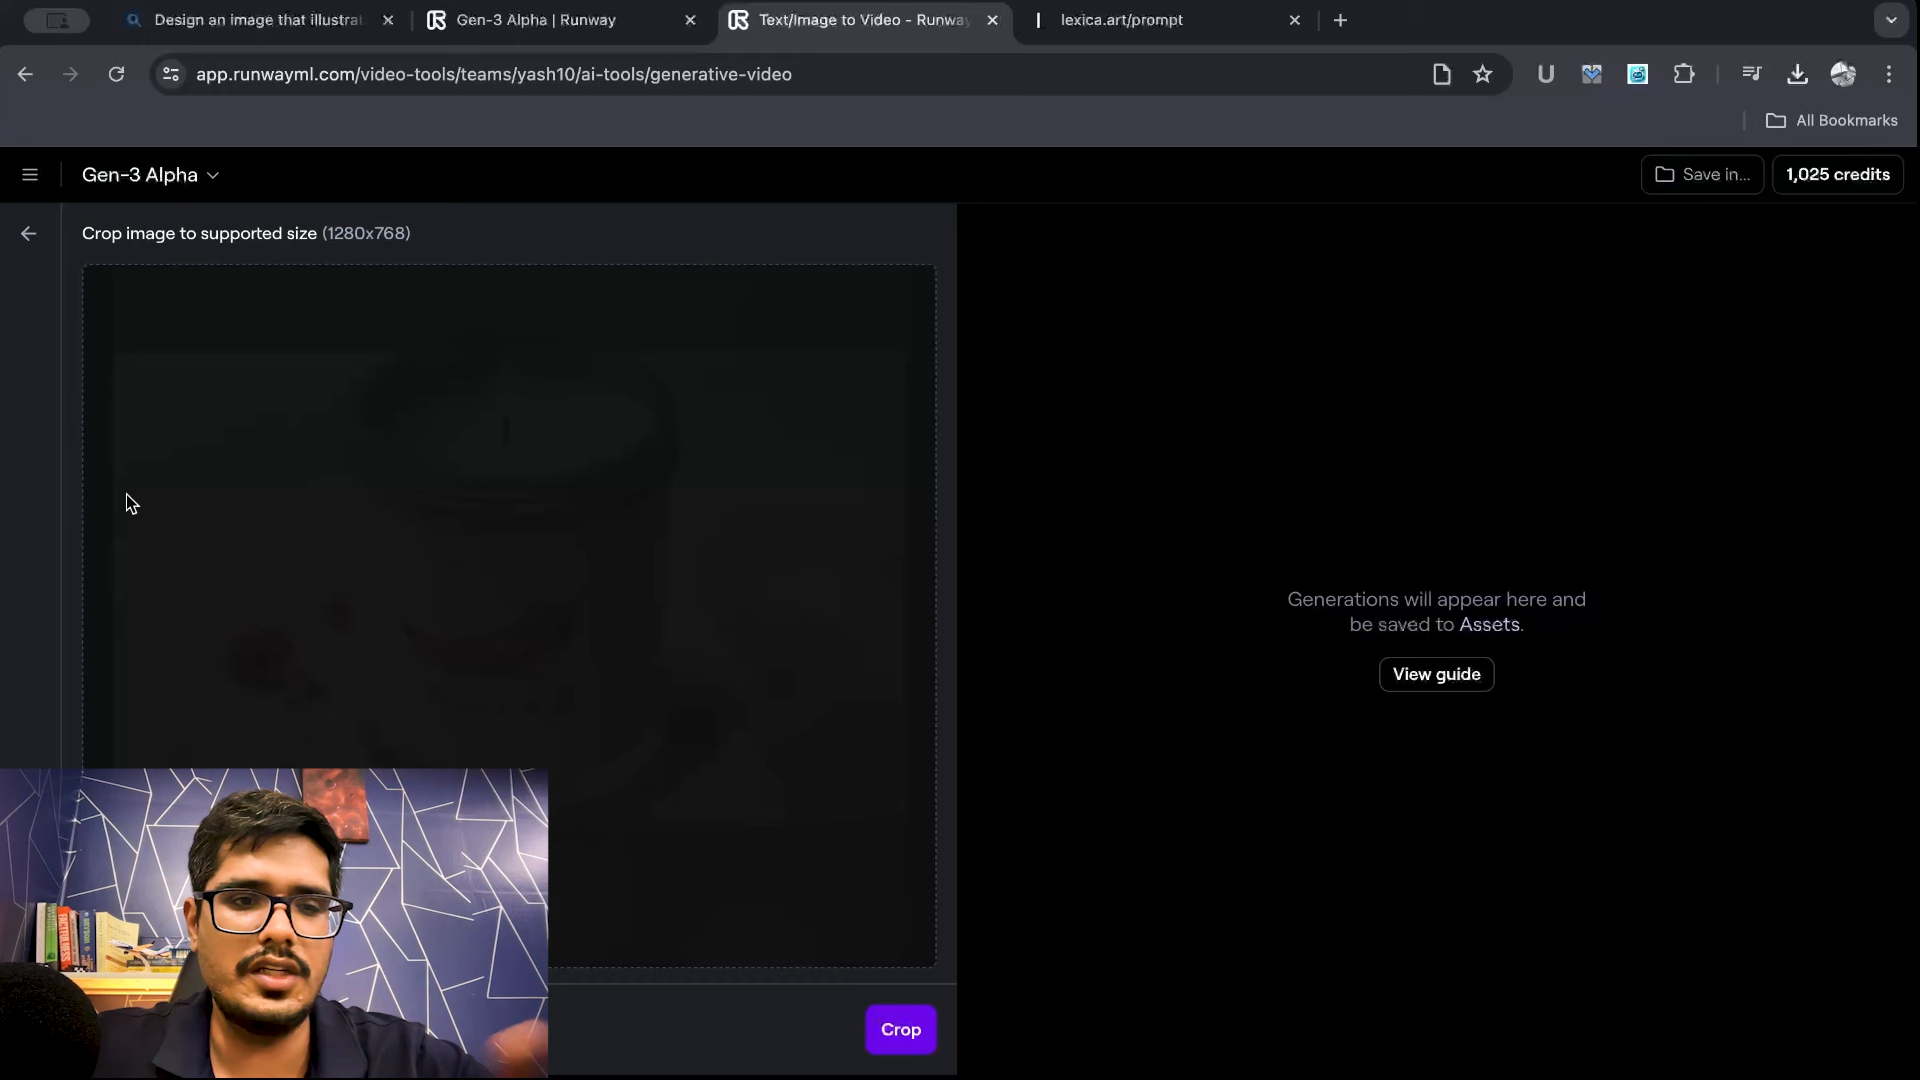 Design an image that illustrat
Gen-3 Alpha | Runway
Text/Image to Video - Runway
lexica.art/prompt
app.runwayml.com/video-tools/teams/yash10/ai-tools/generative-video
All Bookmarks
Gen-3 Alpha
Save in...
1,025 credits
Crop image to supported size (1280x768)
Generations will appear here and
be saved to Assets.
View guide
Crop